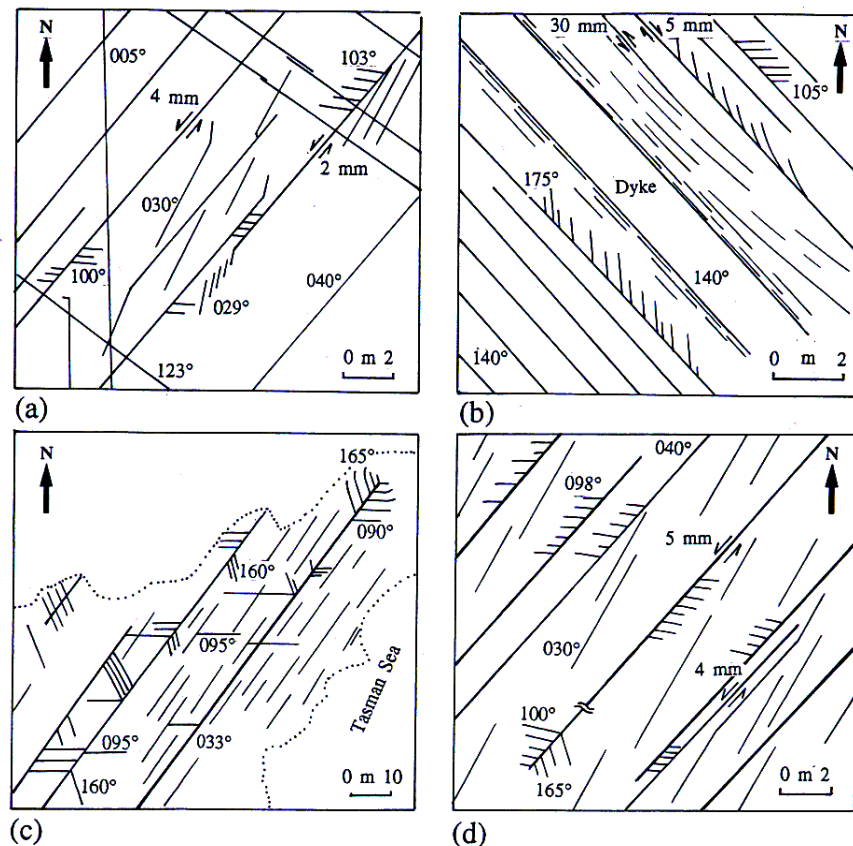 N
005°
103°
4 mm
2 mm
030°
100°
029°
040°
123°
0 m 2
(a)
30 mm 5 mm
N
105°
175°
Dyke
140°
140°
0 m 2
(b)
165°
N
090°
160°
095°
Tasman Sea
095°
033°
160°
0 m 10
(c)
040°
N
098°
5 mm
030°
4 mm
100°
165°
0 m 2
(d)